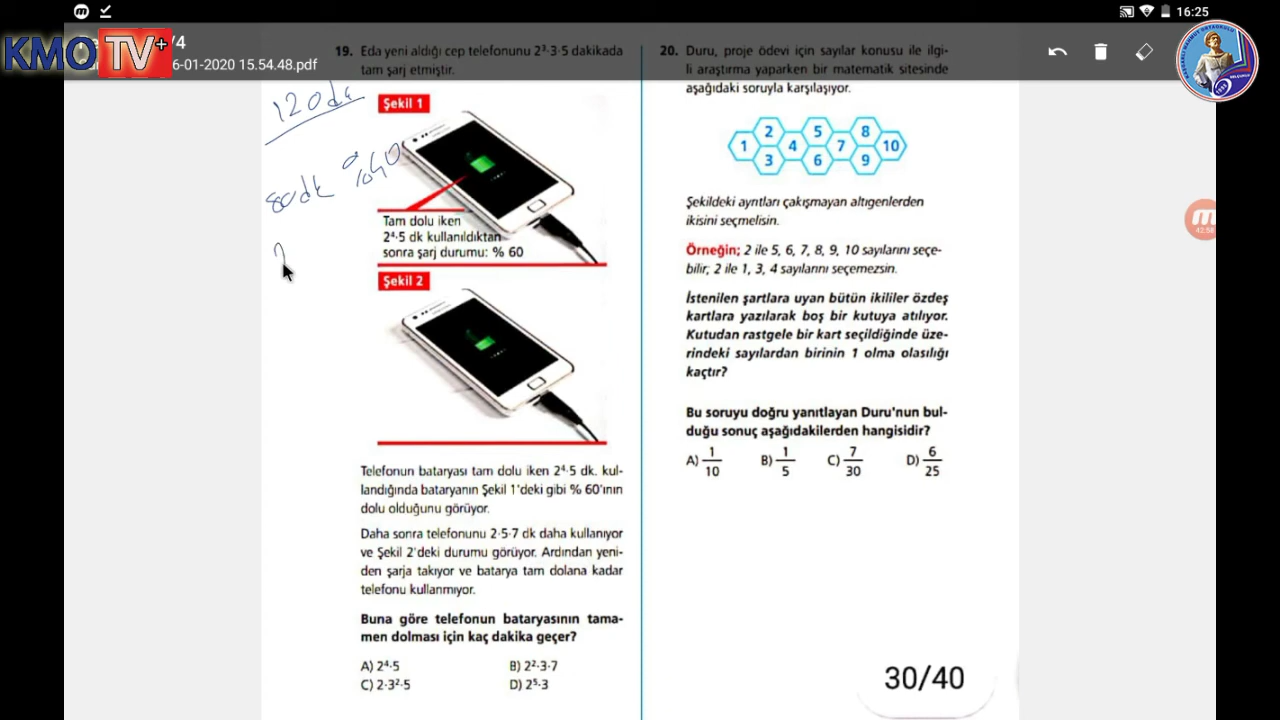 16:25
KMO TV+
/4
6-01-2020 15.54.48.pdf
19. Eda yeni aldığı cep telefonunu 2³·3·5 dakikada
tam şarj etmiştir.
120dk
80dk %40
Şekil 1
Tam dolu iken
2⁴·5 dk kullanıldıktan
sonra şarj durumu: % 60
Şekil 2
Telefonun bataryası tam dolu iken 2⁴·5 dk. kul-
landığında bataryanın Şekil 1'deki gibi % 60'ının
dolu olduğunu görüyor.
Daha sonra telefonunu 2·5·7 dk daha kullanıyor
ve Şekil 2'deki durumu görüyor. Ardından yeni-
den şarja takıyor ve batarya tam dolana kadar
telefonu kullanmıyor.
Buna göre telefonun bataryasının tama-
men dolması için kaç dakika geçer?
A) 2⁴·5 B) 2²·3·7
C) 2·3²·5 D) 2⁵·3
20. Duru, proje ödevi için sayılar konusu ile ilgi-
li araştırma yaparken bir matematik sitesinde
aşağıdaki soruyla karşılaşıyor.
1 2 3 4 5 6 7 8 9 10
Şekildeki ayrıtları çakışmayan altıgenlerden
ikisini seçmelisin.
Örneğin; 2 ile 5, 6, 7, 8, 9, 10 sayılarını seçe-
bilir; 2 ile 1, 3, 4 sayılarını seçemezsin.
İstenilen şartlara uyan bütün ikililer özdeş
kartlara yazılarak boş bir kutuya atılıyor.
Kutudan rastgele bir kart seçildiğinde üze-
rindeki sayılardan birinin 1 olma olasılığı
kaçtır?
Bu soruyu doğru yanıtlayan Duru'nun bul-
duğu sonuç aşağıdakilerden hangisidir?
A) 1/10 B) 1/5 C) 7/30 D) 6/25
30/40
42:58